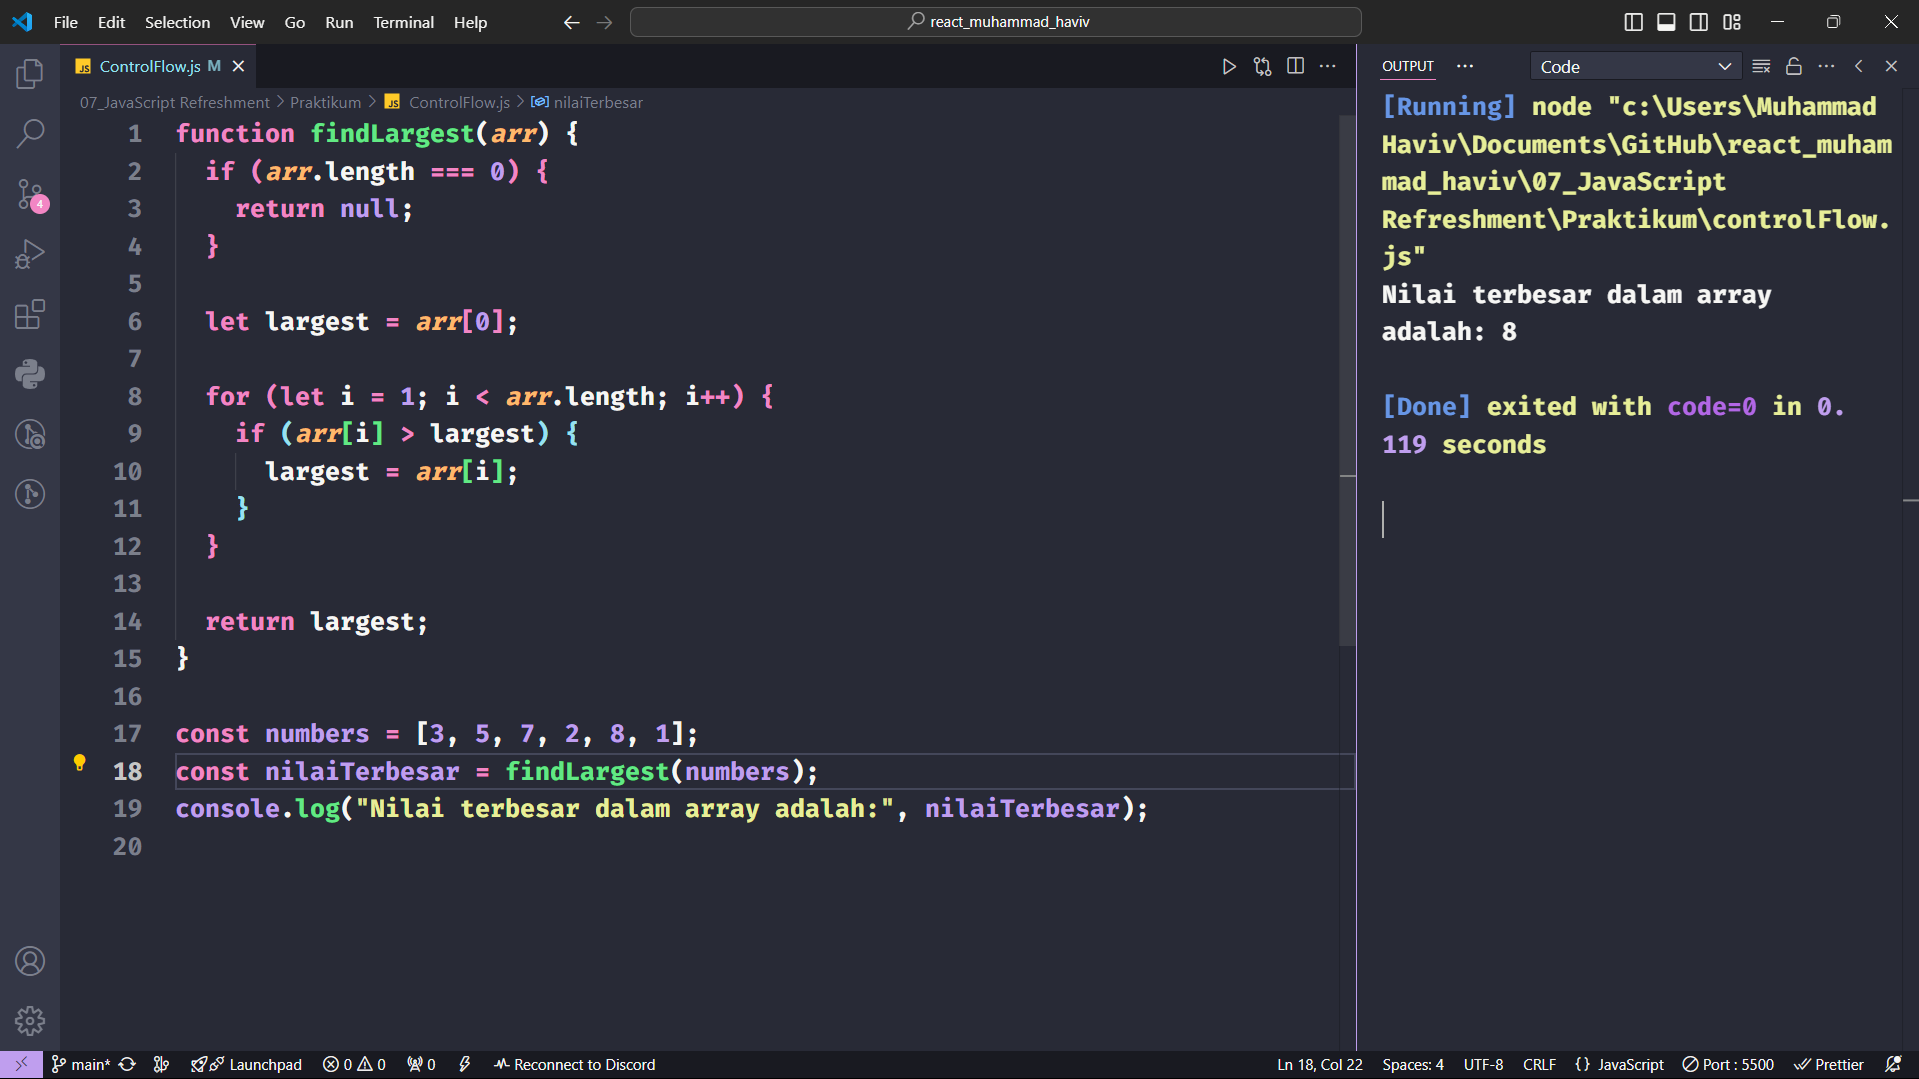 File Edit Selection View Go Run Terminal Help
react_muhammad_haviv
JS ControlFlow.js M
07_JavaScript Refreshment > Praktikum > JS ControlFlow.js > nilaiTerbesar
1 function findLargest(arr) {
2 if (arr.length === 0) {
3 return null;
4 }
5
6 let largest = arr[0];
7
8 for (let i = 1; i < arr.length; i++) {
9 if (arr[i] > largest) {
10 largest = arr[i];
11 }
12 }
13
14 return largest;
15 }
16
17 const numbers = [3, 5, 7, 2, 8, 1];
18 const nilaiTerbesar = findLargest(numbers);
19 console.log("Nilai terbesar dalam array adalah:", nilaiTerbesar);
20
4
OUTPUT
Code
[Running] node "c:\Users\Muhammad
Haviv\Documents\GitHub\react_muham
mad_haviv\07_JavaScript
Refreshment\Praktikum\controlFlow.
js"
Nilai terbesar dalam array
adalah: 8
[Done] exited with code=0 in 0.
119 seconds
main* Launchpad 0 0 0 Reconnect to Discord Ln 18, Col 22 Spaces: 4 UTF-8 CRLF {} JavaScript Port : 5500 Prettier